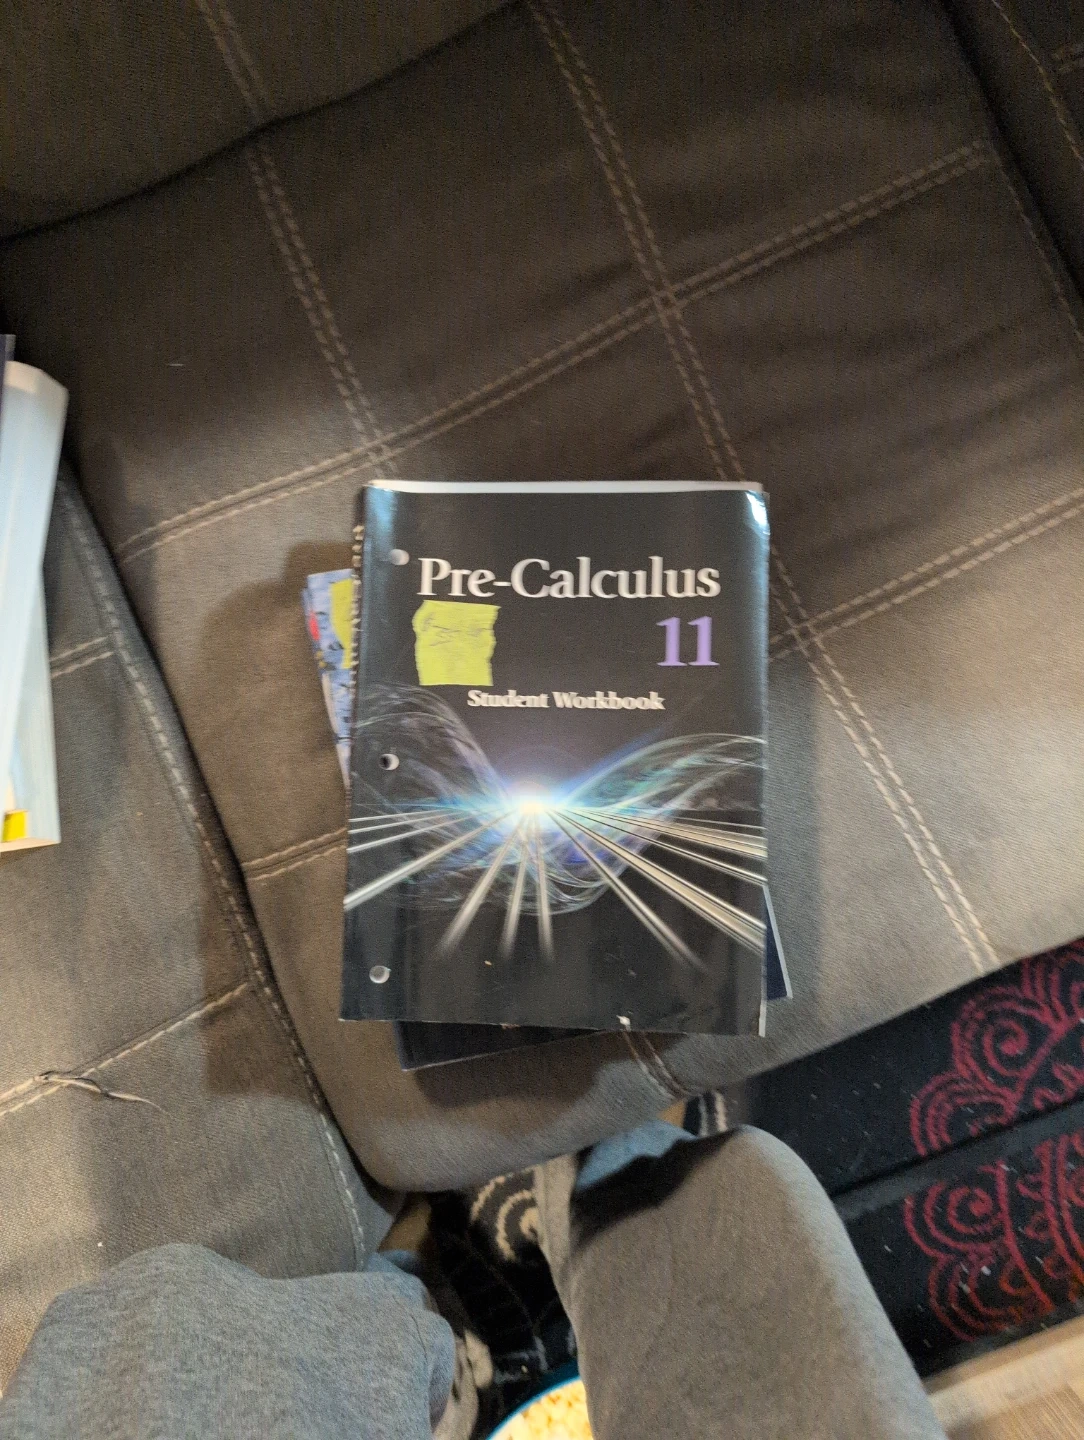 Pre-Calculus
11
Student Workbook